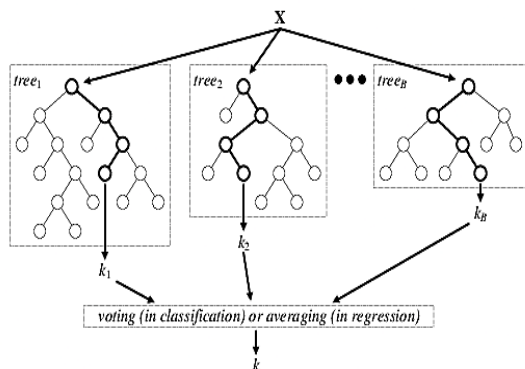 X
tree1
tree2
treeB
k1
k2
kB
voting (in classification) or averaging (in regression)
k